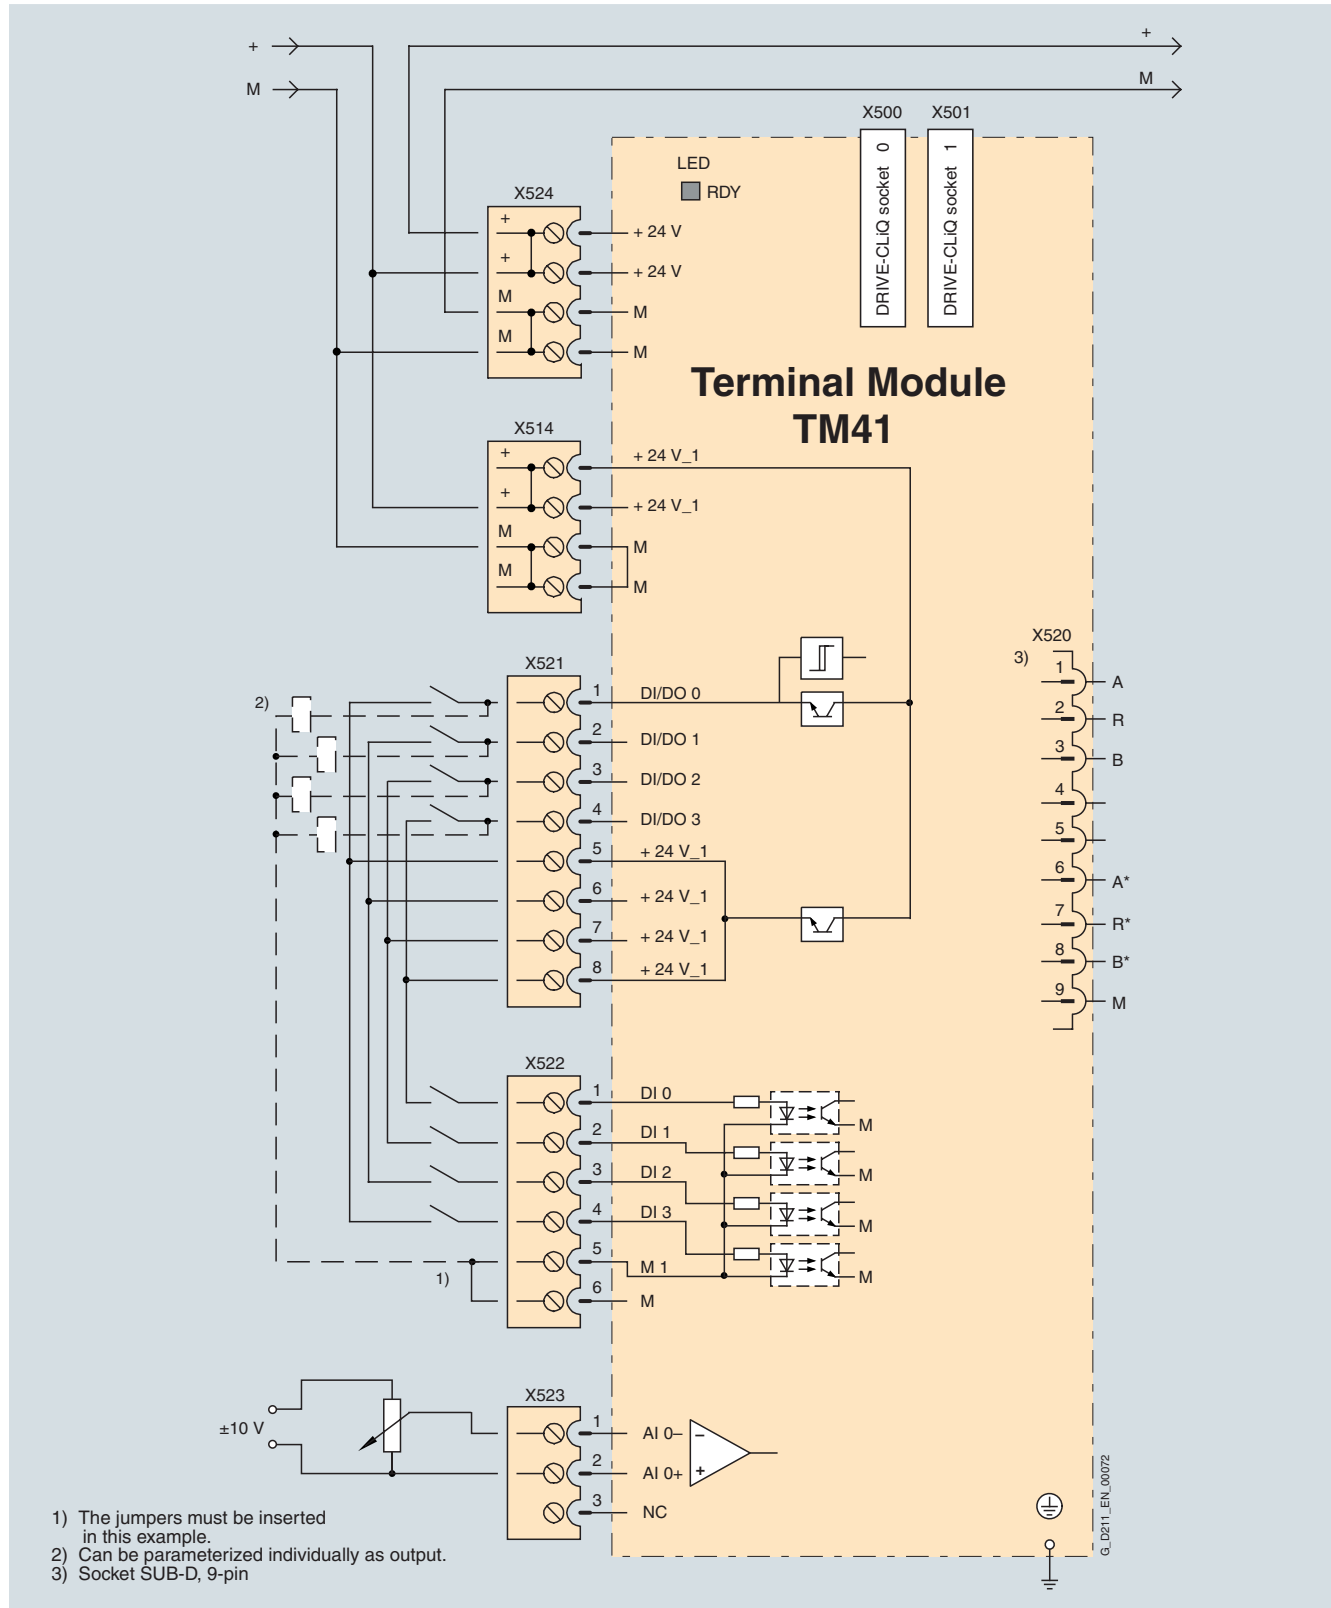 +
+
M
M
X500
X501
DRIVE-CLiQ socket 0
DRIVE-CLiQ socket 1
LED
RDY
X524
+
+ 24 V
+
+ 24 V
M
M
M
M
Terminal Module
TM41
X514
+
+ 24 V_1
+
+ 24 V_1
M
M
M
M
X521
2)
1
DI/DO 0
2
DI/DO 1
3
DI/DO 2
4
DI/DO 3
5
+ 24 V_1
6
+ 24 V_1
7
+ 24 V_1
8
+ 24 V_1
X520
3)
1
A
2
R
3
B
4
5
6
A*
7
R*
8
B*
9
M
X522
1
DI 0
M
2
DI 1
M
3
DI 2
M
4
DI 3
M
5
M 1
1)
6
M
X523
±10 V
1
AI 0–
–
2
AI 0+
+
3
NC
1) The jumpers must be inserted
in this example.
2) Can be parameterized individually as output.
3) Socket SUB-D, 9-pin
G_D211_EN_00072